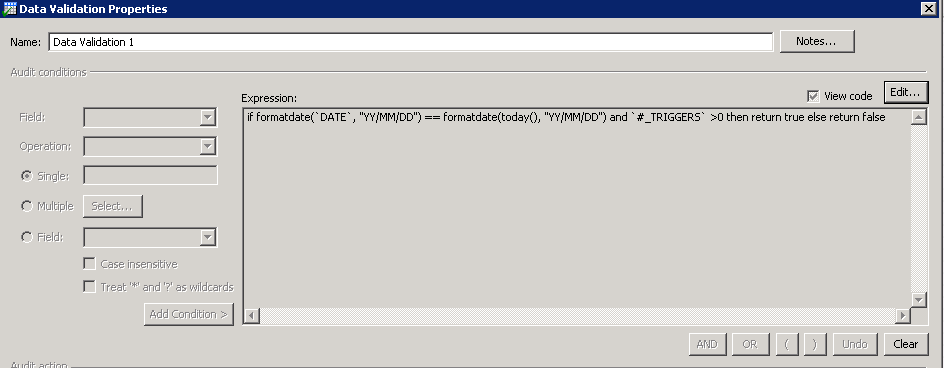 Data Validation Properties
Name: Data Validation 1 Notes...
Audit conditions
View code Edit...
Expression:
if formatdate(`DATE`, "YY/MM/DD") == formatdate(today(), "YY/MM/DD") and `#_TRIGGERS` >0 then return true else return false
Field:
Operation:
Single:
Multiple Select...
Field:
Case insensitive
Treat '*' and '?' as wildcards
Add Condition >
AND OR ( ) Undo Clear
Audit action